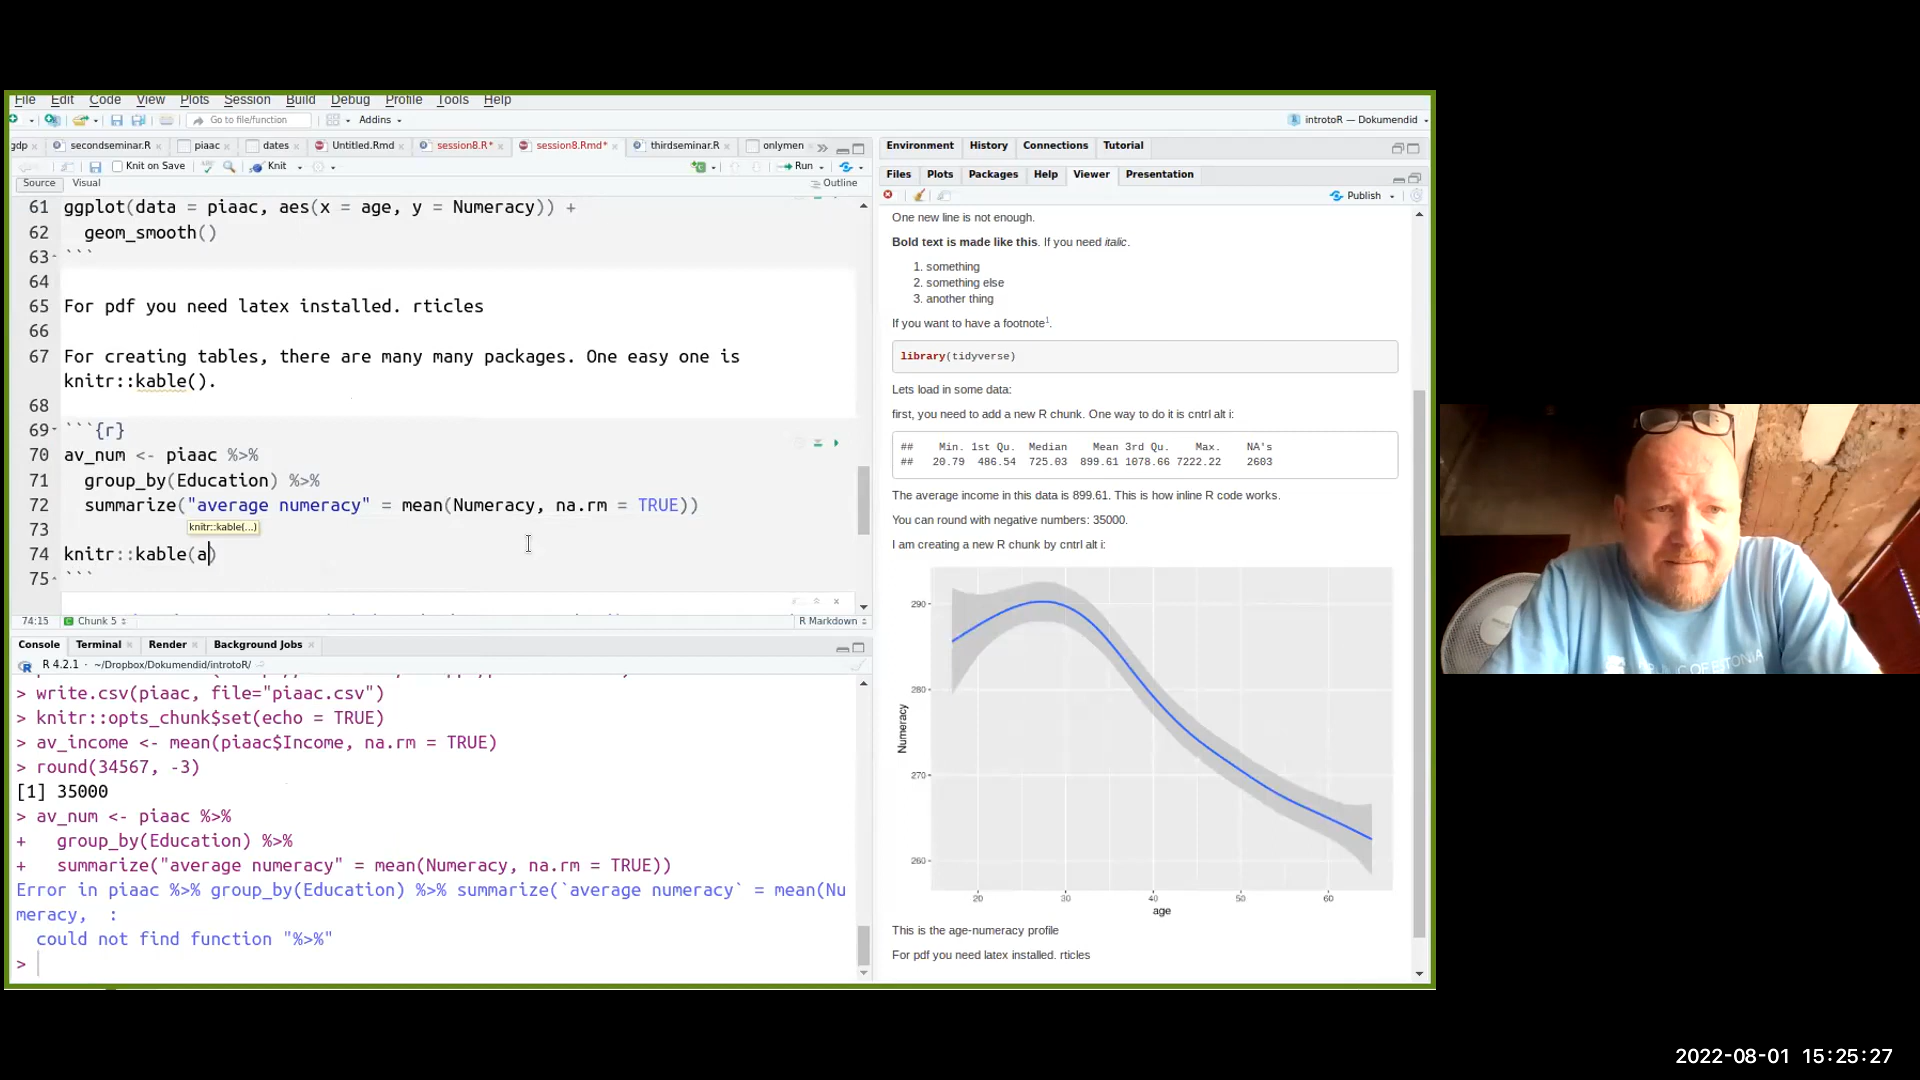 File Edit Code View Plots Session Build Debug Profile Tools Help
Go to file/function Addins introtoR — Dokumendid
gdp secondseminar.R piaac dates Untitled.Rmd session8.R* session8.Rmd* thirdseminar.R onlymen
Knit on Save Knit Run
Source Visual Outline
61 ggplot(data = piaac, aes(x = age, y = Numeracy)) +
62 geom_smooth()
63 ```
64
65 For pdf you need latex installed. rticles
66
67 For creating tables, there are many many packages. One easy one is
knitr::kable().
68
69 ```{r}
70 av_num <- piaac %>%
71 group_by(Education) %>%
72 summarize("average numeracy" = mean(Numeracy, na.rm = TRUE))
knitr::kable(...)
73
74 knitr::kable(a)
75 ```
74:15 Chunk 5 R Markdown
Console Terminal Render Background Jobs
R 4.2.1 · ~/Dropbox/Dokumendid/introtoR/
> write.csv(piaac, file="piaac.csv")
> knitr::opts_chunk$set(echo = TRUE)
> av_income <- mean(piaac$Income, na.rm = TRUE)
> round(34567, -3)
[1] 35000
> av_num <- piaac %>%
+ group_by(Education) %>%
+ summarize("average numeracy" = mean(Numeracy, na.rm = TRUE))
Error in piaac %>% group_by(Education) %>% summarize(`average numeracy` = mean(Nu
meracy, :
could not find function "%>%"
>
Environment History Connections Tutorial
Files Plots Packages Help Viewer Presentation
Publish
One new line is not enough.
Bold text is made like this. If you need italic.
1. something
2. something else
3. another thing
If you want to have a footnote1.
library(tidyverse)
Lets load in some data:
first, you need to add a new R chunk. One way to do it is cntrl alt i:
## Min. 1st Qu. Median Mean 3rd Qu. Max. NA's
## 20.79 486.54 725.03 899.61 1078.66 7222.22 2603
The average income in this data is 899.61. This is how inline R code works.
You can round with negative numbers: 35000.
I am creating a new R chunk by cntrl alt i:
290
280
270
260
Numeracy
20 30 40 50 60
age
This is the age-numeracy profile
For pdf you need latex installed. rticles
2022-08-01 15:25:27